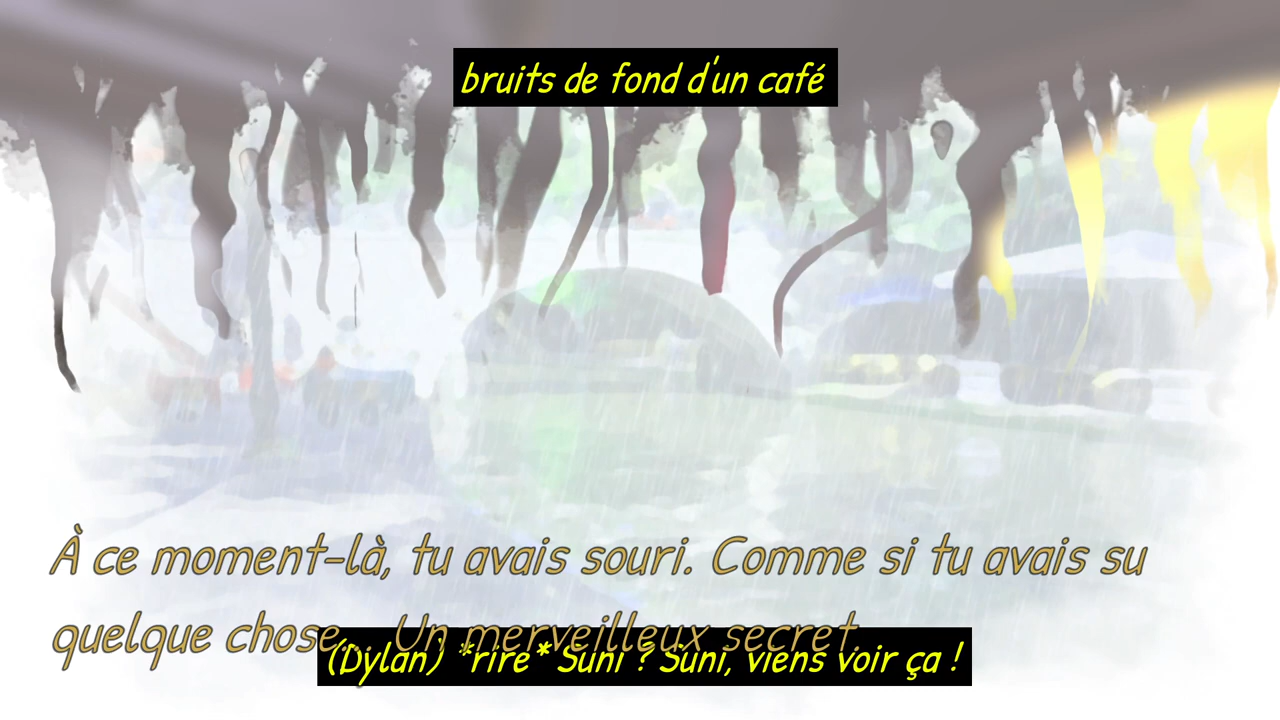 bruits de fond d'un café
À ce moment-là, tu avais souri. Comme si tu avais su
quelque chose... Un merveilleux secret.
(Dylan) *rire* Suni ? Suni, viens voir ça !